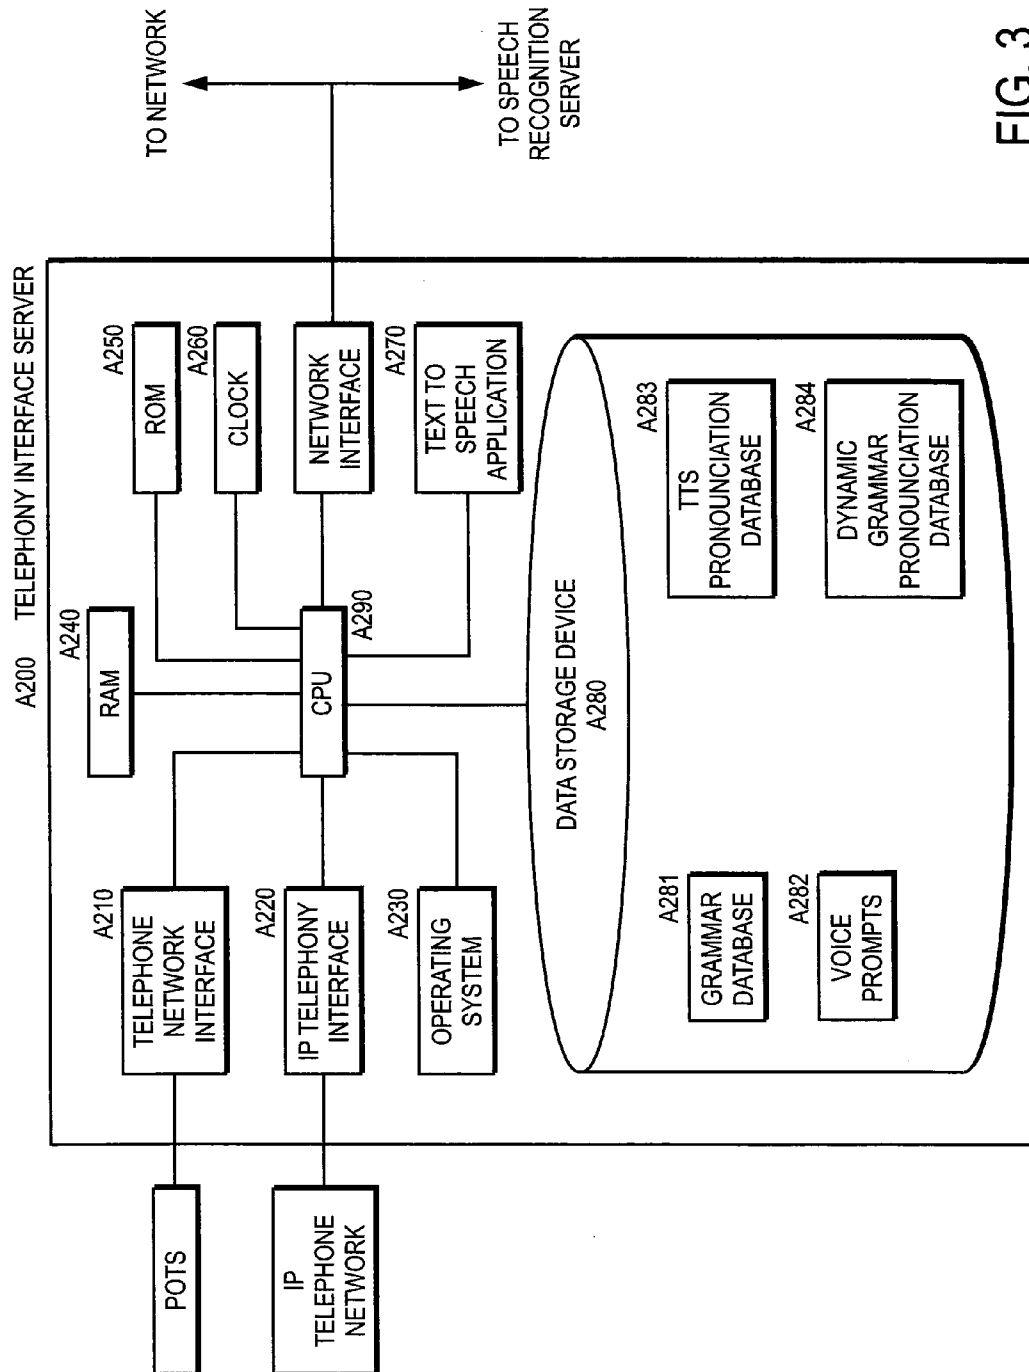 A200 TELEPHONY INTERFACE SERVER
POTS
IP
TELEPHONE
NETWORK
A210
TELEPHONE
NETWORK
INTERFACE
A220
IP TELEPHONY
INTERFACE
A230
OPERATING
SYSTEM
A240
RAM
CPU
A290
A250
ROM
A260
CLOCK
NETWORK
INTERFACE
A270
TEXT TO
SPEECH
APPLICATION
TO NETWORK
TO SPEECH
RECOGNITION
SERVER
DATA STORAGE DEVICE
A280
A281
GRAMMAR
DATABASE
A282
VOICE
PROMPTS
A283
TTS
PRONOUNCIATION
DATABASE
A284
DYNAMIC
GRAMMAR
PRONOUNCIATION
DATABASE
FIG. 3